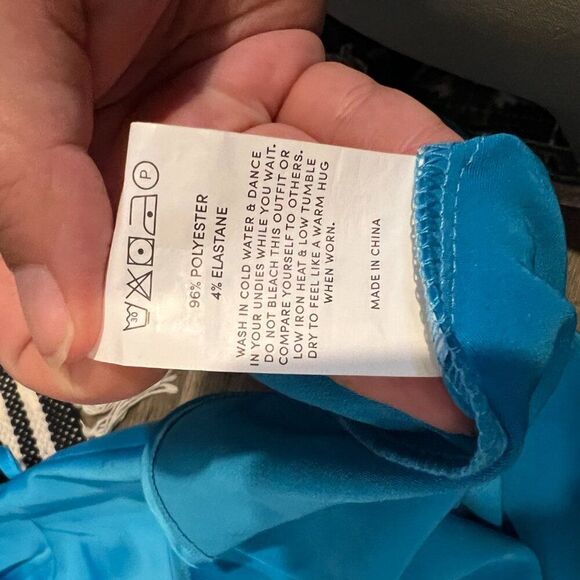 30
P
96% POLYESTER
4% ELASTANE
WASH IN COLD WATER & DANCE
IN YOUR UNDIES WHILE YOU WAIT.
DO NOT BLEACH THIS OUTFIT OR
COMPARE YOURSELF TO OTHERS.
LOW IRON HEAT & LOW TUMBLE
DRY TO FEEL LIKE A WARM HUG
WHEN WORN.
MADE IN CHINA